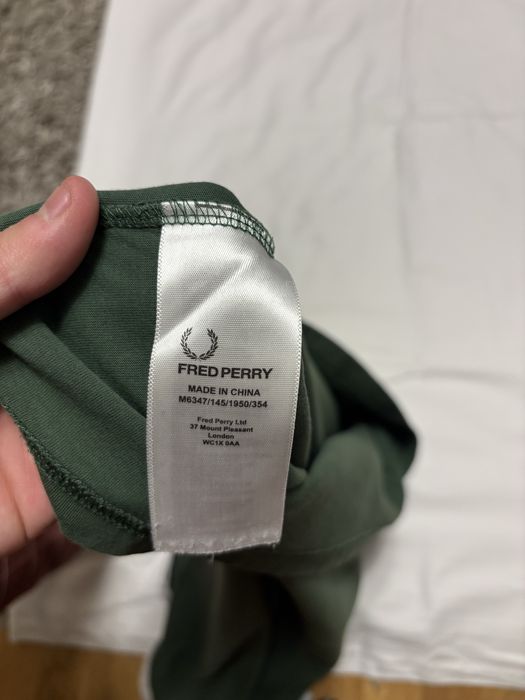 FRED PERRY
MADE IN CHINA
M6347/145/1950/354
Fred Perry Ltd
37 Mount Pleasant
London
WC1X 0AA